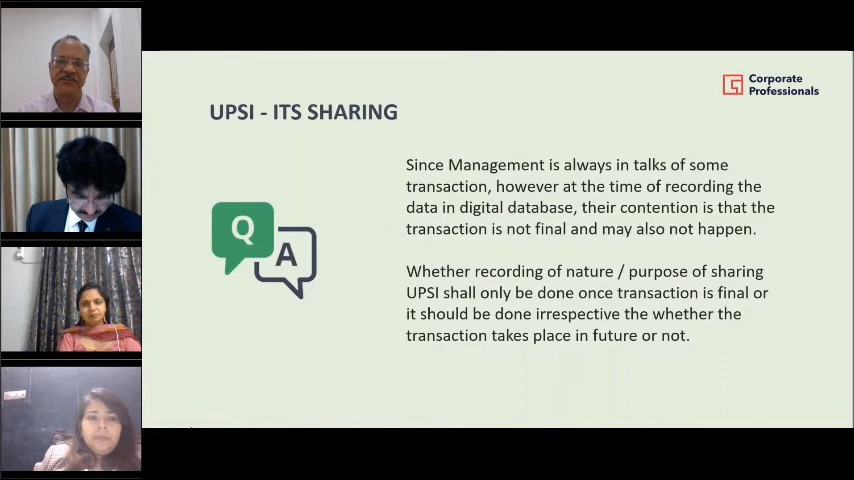 Corporate
Professionals
UPSI - ITS SHARING
Since Management is always in talks of some
transaction, however at the time of recording the
data in digital database, their contention is that the
transaction is not final and may also not happen.
Q
A
Whether recording of nature / purpose of sharing
UPSI shall only be done once transaction is final or
it should be done irrespective the whether the
transaction takes place in future or not.